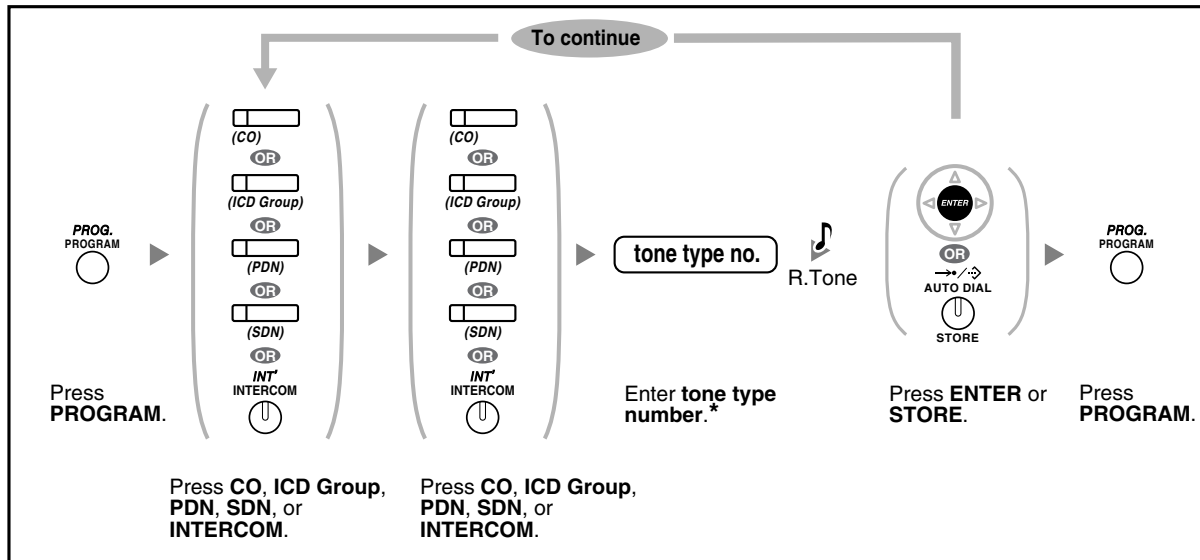 To continue
PROG.
PROGRAM
Press
PROGRAM.
(CO)
OR
(ICD Group)
OR
(PDN)
OR
(SDN)
OR
INT'
INTERCOM
Press CO, ICD Group,
PDN, SDN, or
INTERCOM.
(CO)
OR
(ICD Group)
OR
(PDN)
OR
(SDN)
OR
INT'
INTERCOM
Press CO, ICD Group,
PDN, SDN, or
INTERCOM.
tone type no.
Enter tone type
number.*
R.Tone
ENTER
OR
AUTO DIAL
STORE
Press ENTER or
STORE.
PROG.
PROGRAM
Press
PROGRAM.